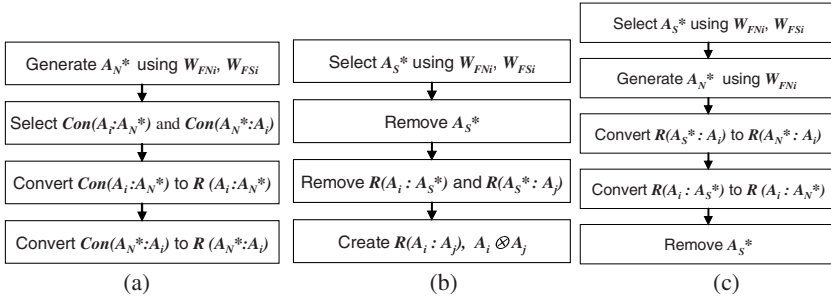 Generate A_N* using W_FNi, W_FSi
Select Con(A_i:A_N*) and Con(A_N*:A_i)
Convert Con(A_i:A_N*) to R (A_i:A_N*)
Convert Con(A_N*:A_i) to R (A_N*:A_i)
(a)
Select A_S* using W_FNi, W_FSi
Remove A_S*
Remove R(A_i : A_S*) and R(A_S* : A_j)
Create R(A_i : A_j), A_i ⊗ A_j
(b)
Select A_S* using W_FNi, W_FSi
Generate A_N* using W_FNi
Convert R(A_S* : A_i) to R(A_N* : A_i)
Convert R(A_i : A_S*) to R (A_i : A_N*)
Remove A_S*
(c)